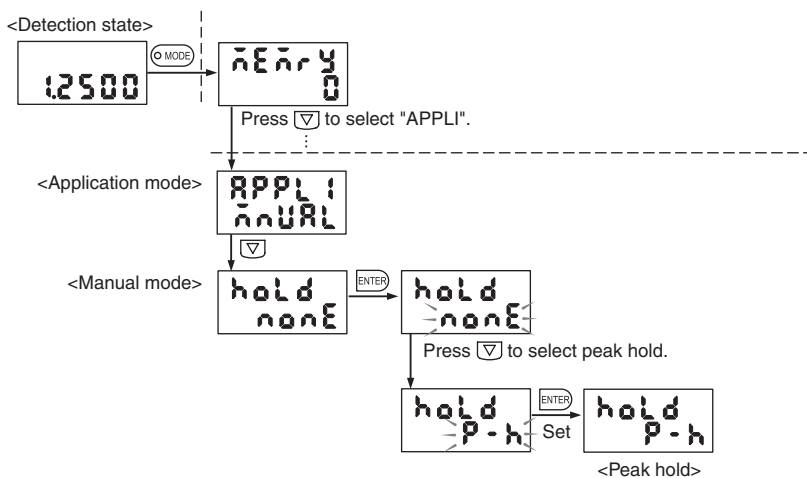 <Detection state>
1.2500
MODE
MEMrY
0
Press ▽ to select "APPLI".
<Application mode>
APPLI
MnUAL
<Manual mode>
hoLd
nonE
ENTER
hoLd
nonE
Press ▽ to select peak hold.
hoLd
P-h
ENTER
Set
hoLd
P-h
<Peak hold>